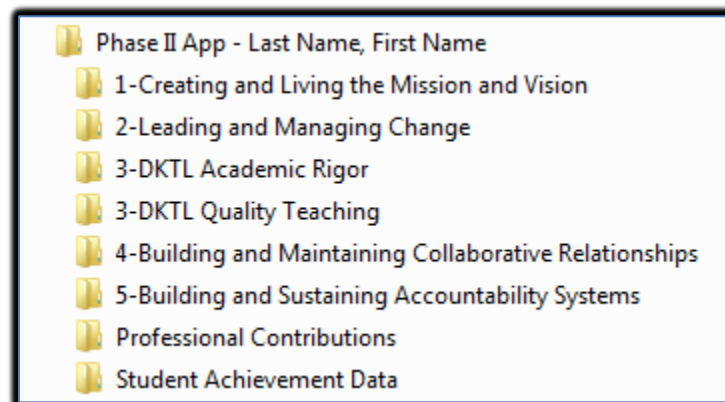 Phase II App - Last Name, First Name
1-Creating and Living the Mission and Vision
2-Leading and Managing Change
3-DKTL Academic Rigor
3-DKTL Quality Teaching
4-Building and Maintaining Collaborative Relationships
5-Building and Sustaining Accountability Systems
Professional Contributions
Student Achievement Data